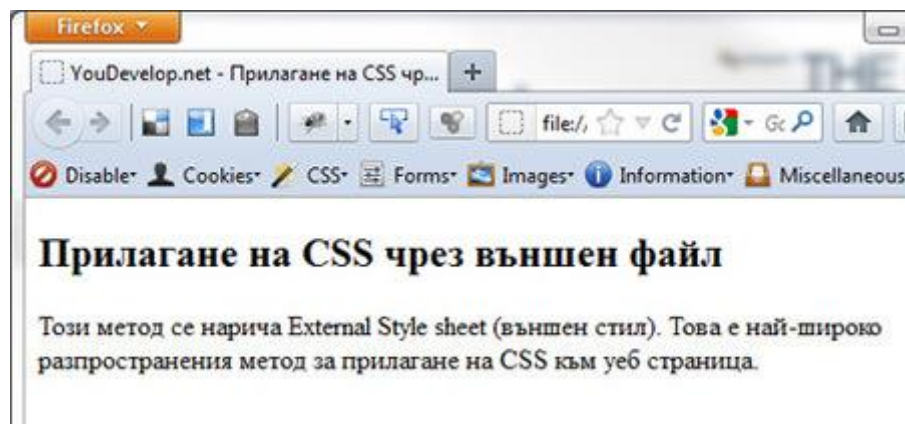 Firefox
THE
YouDevelop.net - Прилагане на CSS чр...
file:/
Disable Cookies CSS Forms Images Information Miscellaneous
Прилагане на CSS чрез външен файл
Този метод се нарича External Style sheet (външен стил). Това е най-широко
разпространения метод за прилагане на CSS към уеб страница.